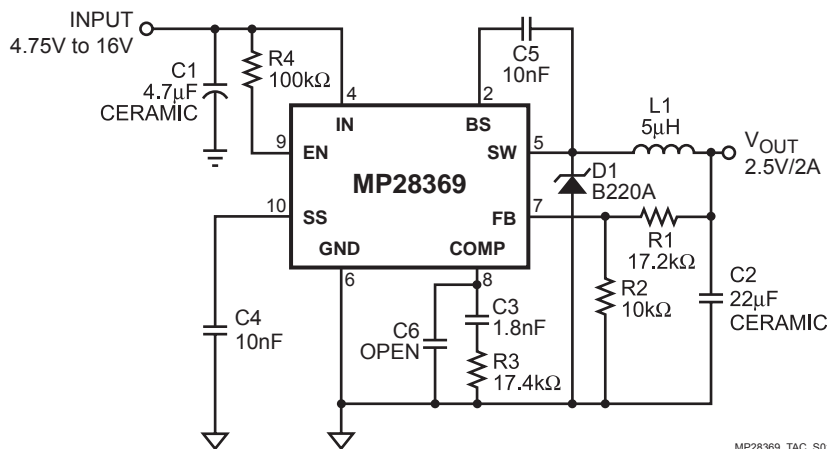 INPUT
4.75V to 16V
C1
4.7µF
CERAMIC
R4
100kΩ
C5
10nF
4
2
IN
BS
9
EN
SW
5
L1
5µH
VOUT
2.5V/2A
MP28369
D1
B220A
10
SS
FB
7
GND
COMP
6
8
R1
17.2kΩ
R2
10kΩ
C2
22µF
CERAMIC
C4
10nF
C6
OPEN
C3
1.8nF
R3
17.4kΩ